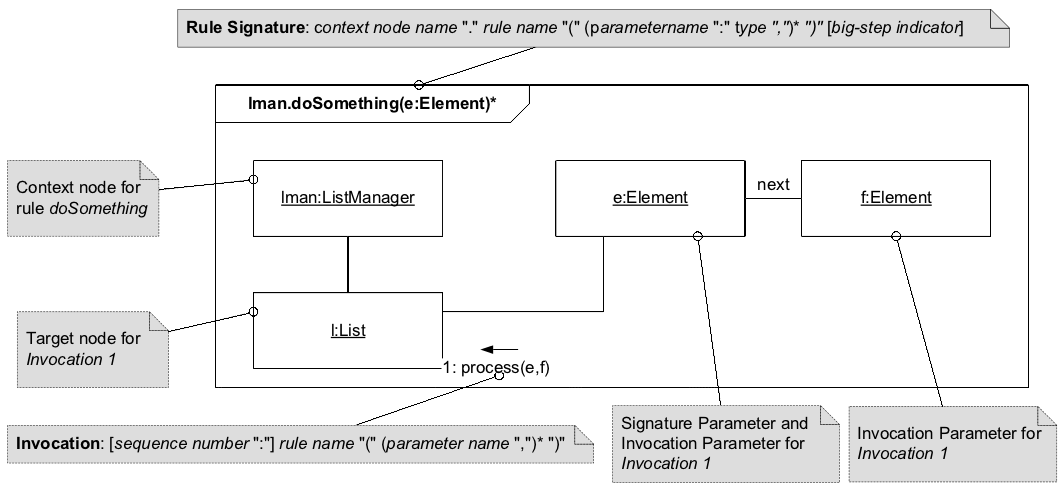 Rule Signature: context node name "." rule name "(" (parametername ":" type ",")* ")" [big-step indicator]
lman.doSomething(e:Element)*
Context node for
rule doSomething
lman:ListManager
e:Element
next
f:Element
Target node for
Invocation 1
l:List
1: process(e,f)
Invocation: [sequence number ":"] rule name "(" (parameter name ",")* ")"
Signature Parameter and
Invocation Parameter for
Invocation 1
Invocation Parameter for
Invocation 1